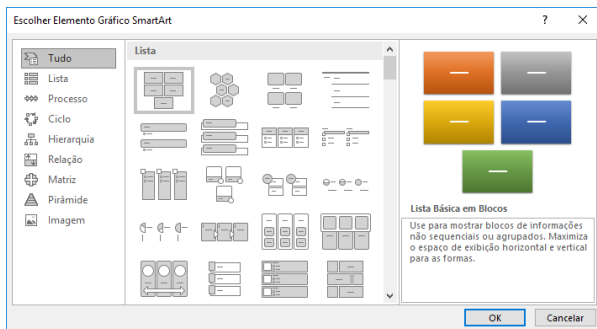 Escolher Elemento Gráfico SmartArt
?
Tudo
Lista
Processo
Ciclo
Hierarquia
Relação
Matriz
Pirâmide
Imagem
Lista
Lista Básica em Blocos
Use para mostrar blocos de informações
não sequenciais ou agrupados. Maximiza
o espaço de exibição horizontal e vertical
para as formas.
OK
Cancelar